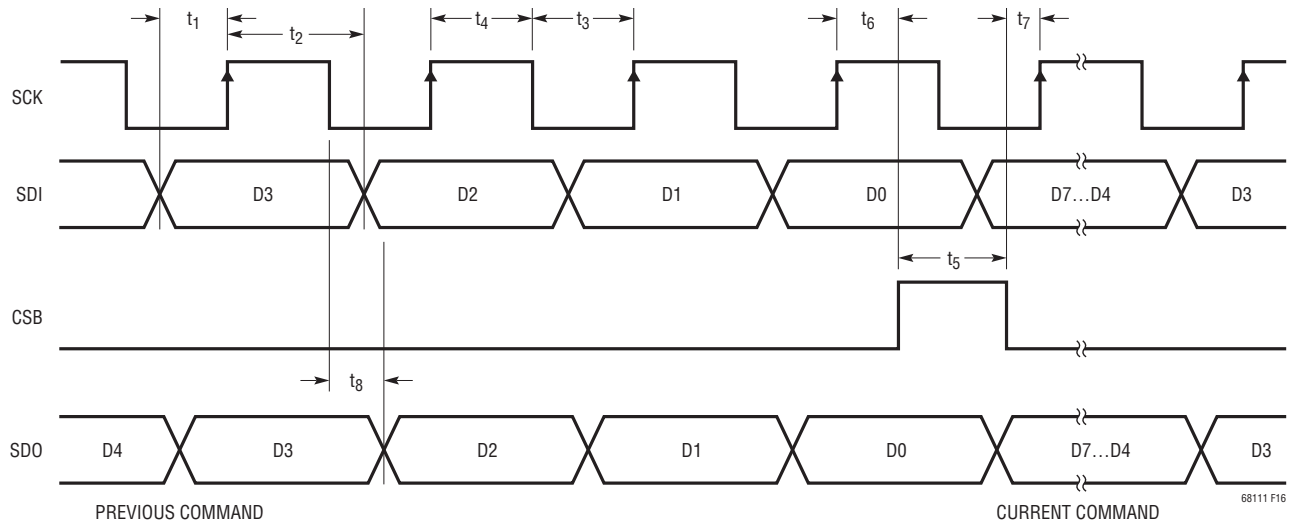 t1
t2
t4
t3
t6
t7
SCK
SDI
D3
D2
D1
D0
D7...D4
D3
t5
CSB
t8
SDO
D4
D3
D2
D1
D0
D7...D4
D3
68111 F16
PREVIOUS COMMAND
CURRENT COMMAND